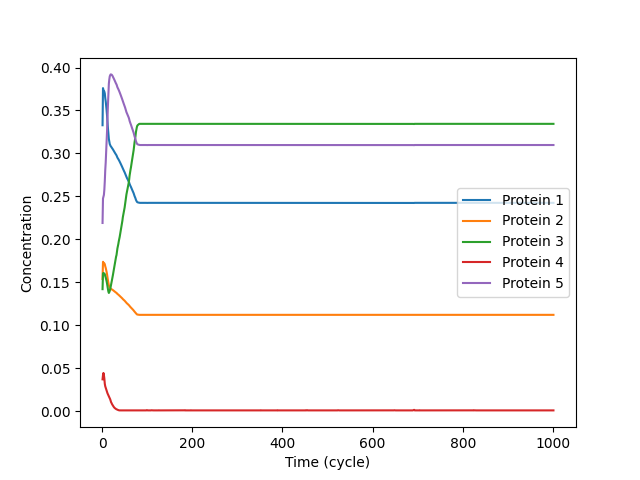 0.40
0.35
0.30
0.25
0.20
0.15
0.10
0.05
0.00
Concentration
Protein 1
Protein 2
Protein 3
Protein 4
Protein 5
0 200 400 600 800 1000
Time (cycle)